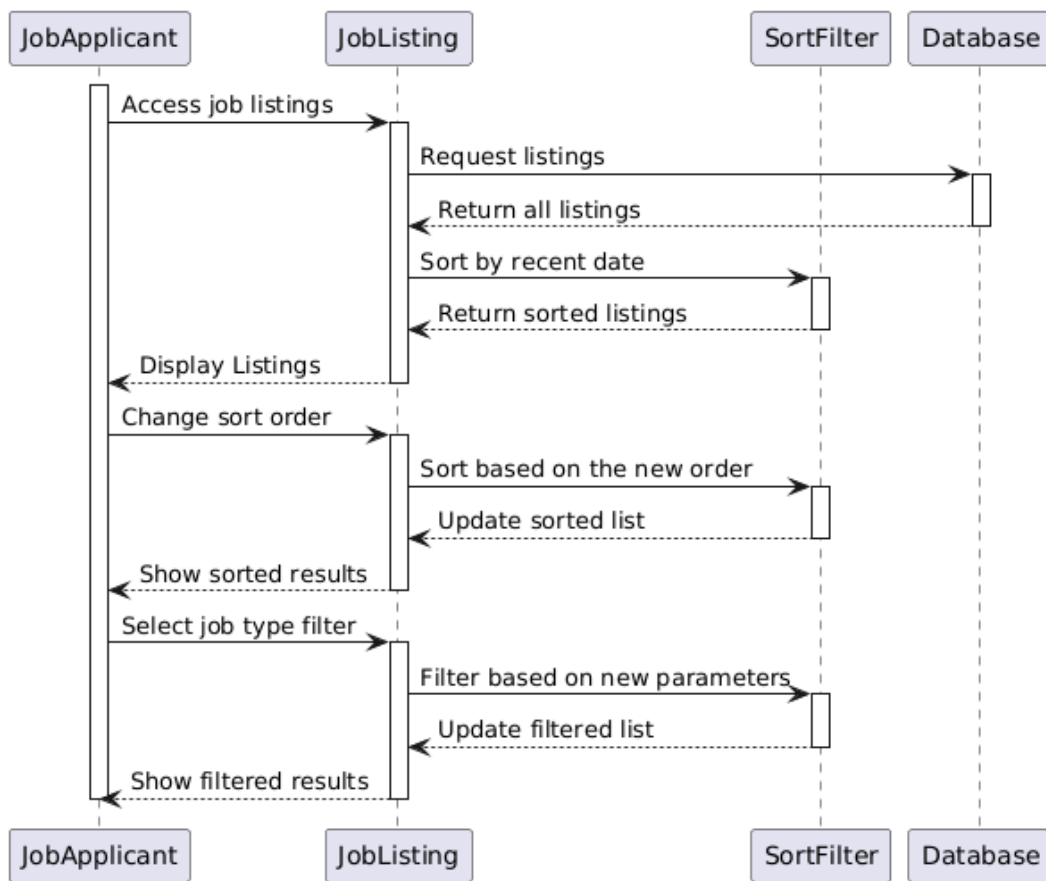 JobApplicant
JobListing
SortFilter
Database
Access job listings
Request listings
Return all listings
Sort by recent date
Return sorted listings
Display Listings
Change sort order
Sort based on the new order
Update sorted list
Show sorted results
Select job type filter
Filter based on new parameters
Update filtered list
Show filtered results
JobApplicant
JobListing
SortFilter
Database